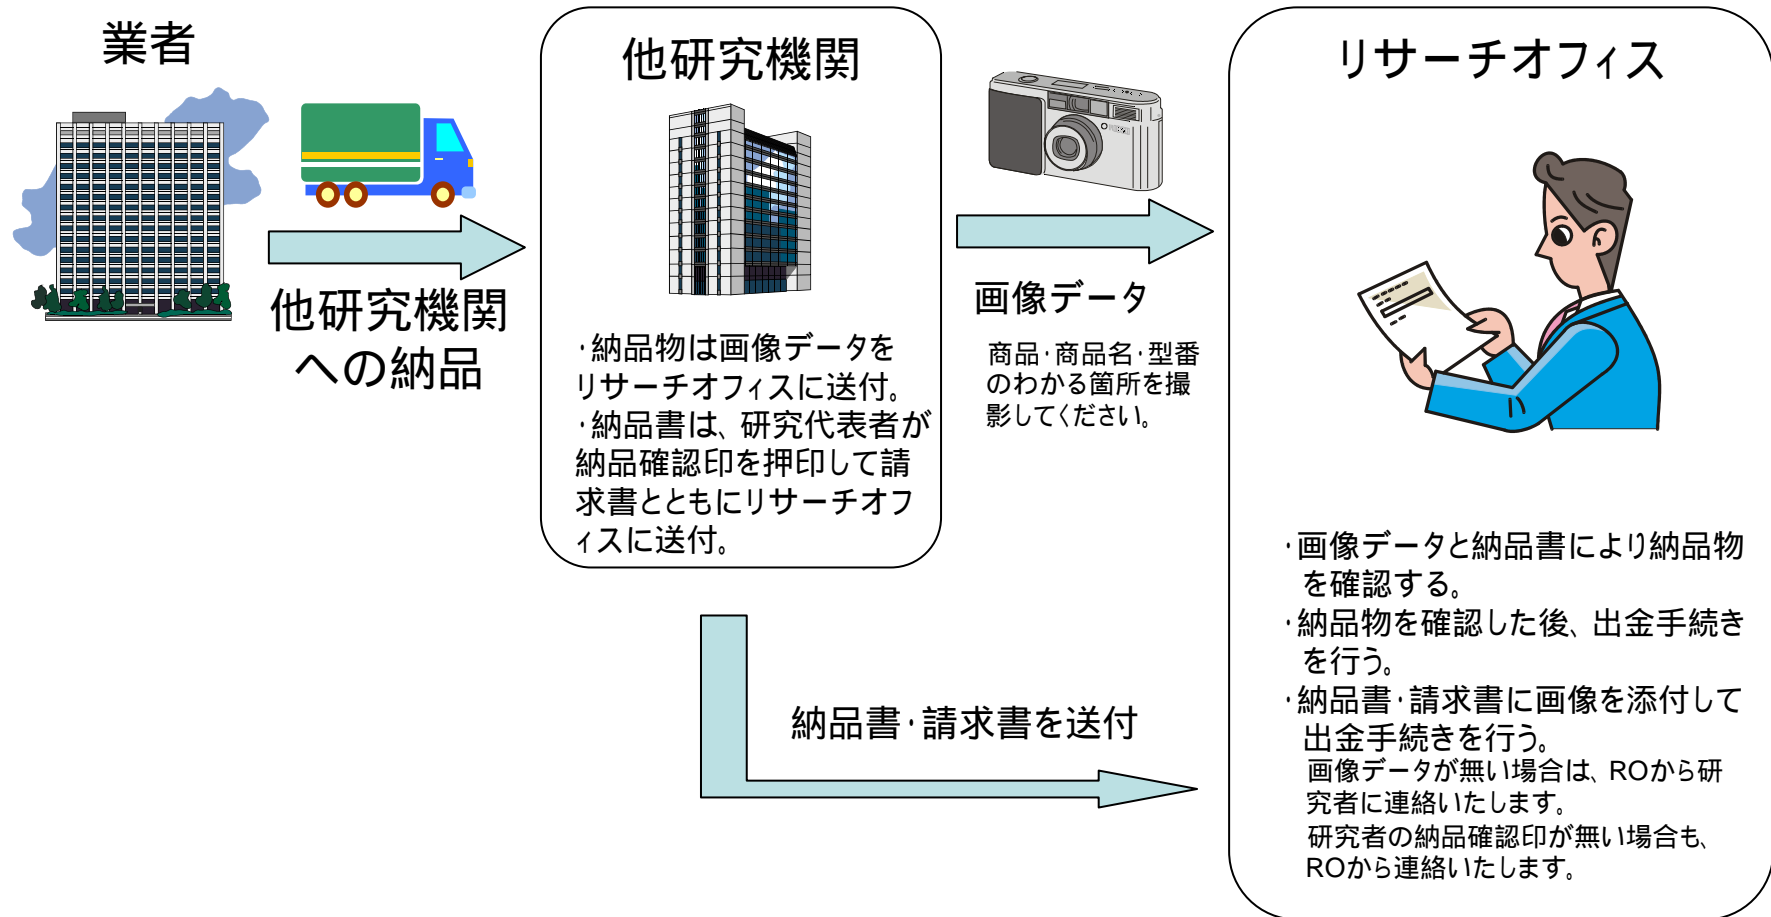 業者
他研究機関
への納品
他研究機関
・納品物は画像データを
リサーチオフィスに送付。
・納品書は、研究代表者が
納品確認印を押印して請
求書とともにリサーチオフ
ィスに送付。
画像データ
商品・商品名・型番
のわかる箇所を撮
影してください。
納品書・請求書を送付
リサーチオフィス
・画像データと納品書により納品物
を確認する。
・納品物を確認した後、出金手続き
を行う。
・納品書・請求書に画像を添付して
出金手続きを行う。
画像データが無い場合は、ROから研
究者に連絡いたします。
研究者の納品確認印が無い場合も、
ROから連絡いたします。